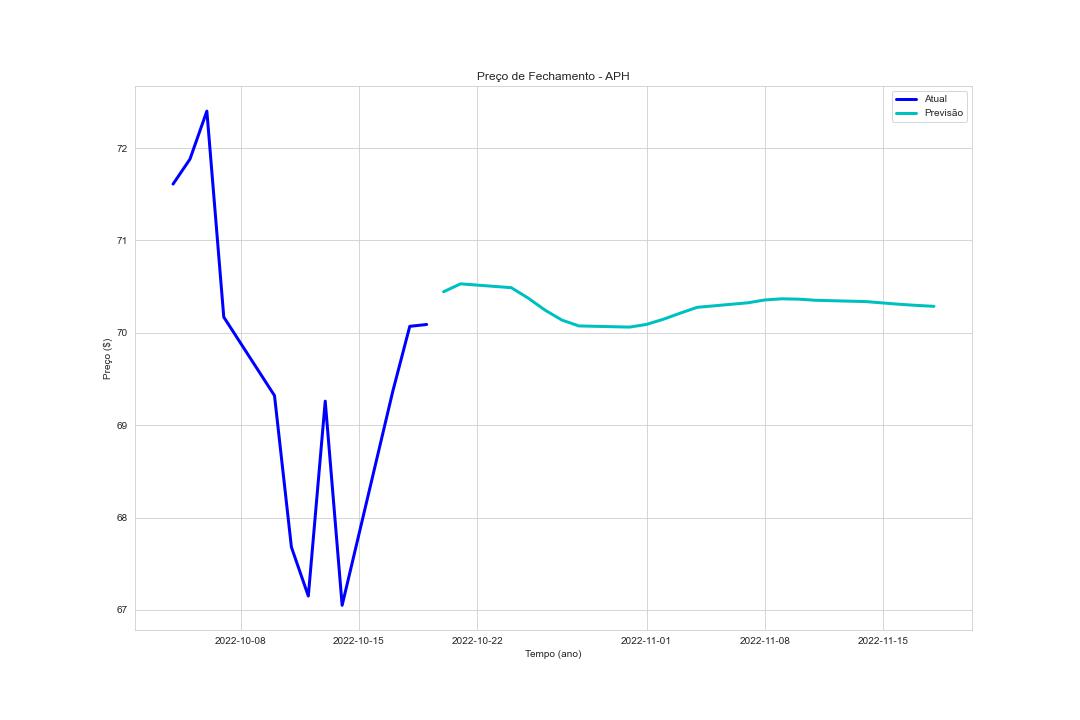 Preço de Fechamento - APH
Atual
Previsão
72
71
70
69
68
67
Preço ($)
2022-10-08
2022-10-15
2022-10-22
2022-11-01
2022-11-08
2022-11-15
Tempo (ano)